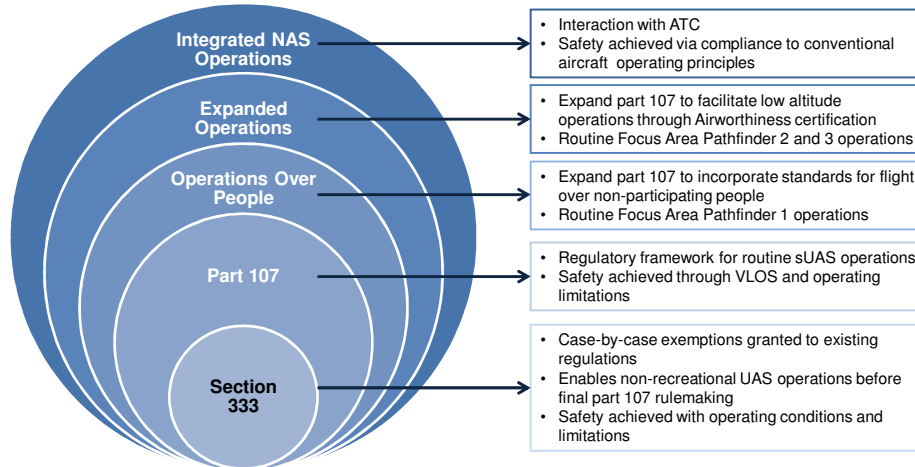 Integrated NAS
Operations
• Interaction with ATC
• Safety achieved via compliance to conventional
aircraft operating principles
Expanded
Operations
• Expand part 107 to facilitate low altitude
operations through Airworthiness certification
• Routine Focus Area Pathfinder 2 and 3 operations
Operations Over
People
• Expand part 107 to incorporate standards for flight
over non-participating people
• Routine Focus Area Pathfinder 1 operations
Part 107
• Regulatory framework for routine sUAS operations
• Safety achieved through VLOS and operating
limitations
Section
333
• Case-by-case exemptions granted to existing
regulations
• Enables non-recreational UAS operations before
final part 107 rulemaking
• Safety achieved with operating conditions and
limitations